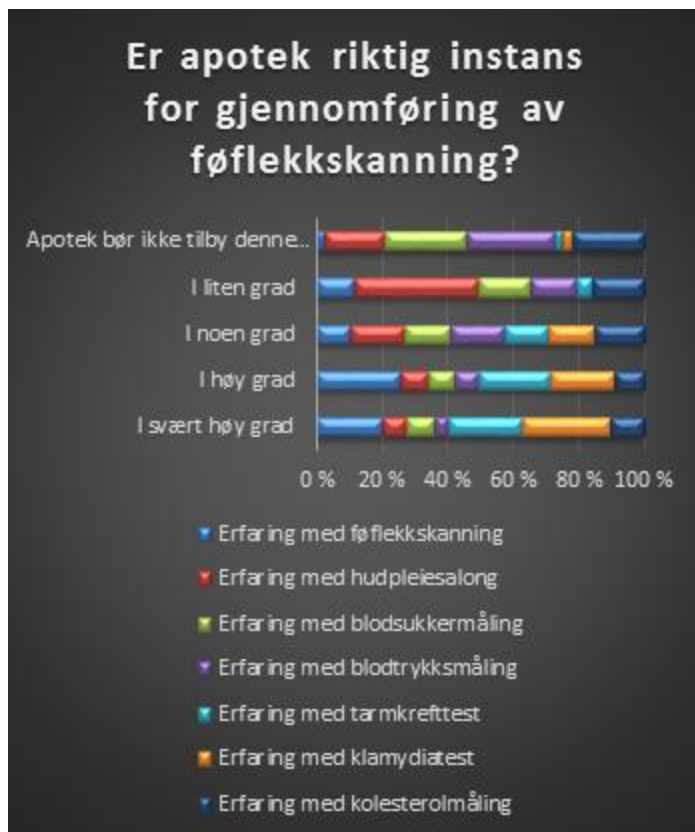 Er apotek riktig instans
for gjennomføring av
føflekkskanning?
Apotek bør ikke tilby denne...
I liten grad
I noen grad
I høy grad
I svært høy grad
0 % 20 % 40 % 60 % 80 % 100 %
Erfaring med føflekkskanning
Erfaring med hudpleiesalong
Erfaring med blodsukkermåling
Erfaring med blodtrykksmåling
Erfaring med tarmkrefttest
Erfaring med klamydiatest
Erfaring med kolesterolmåling